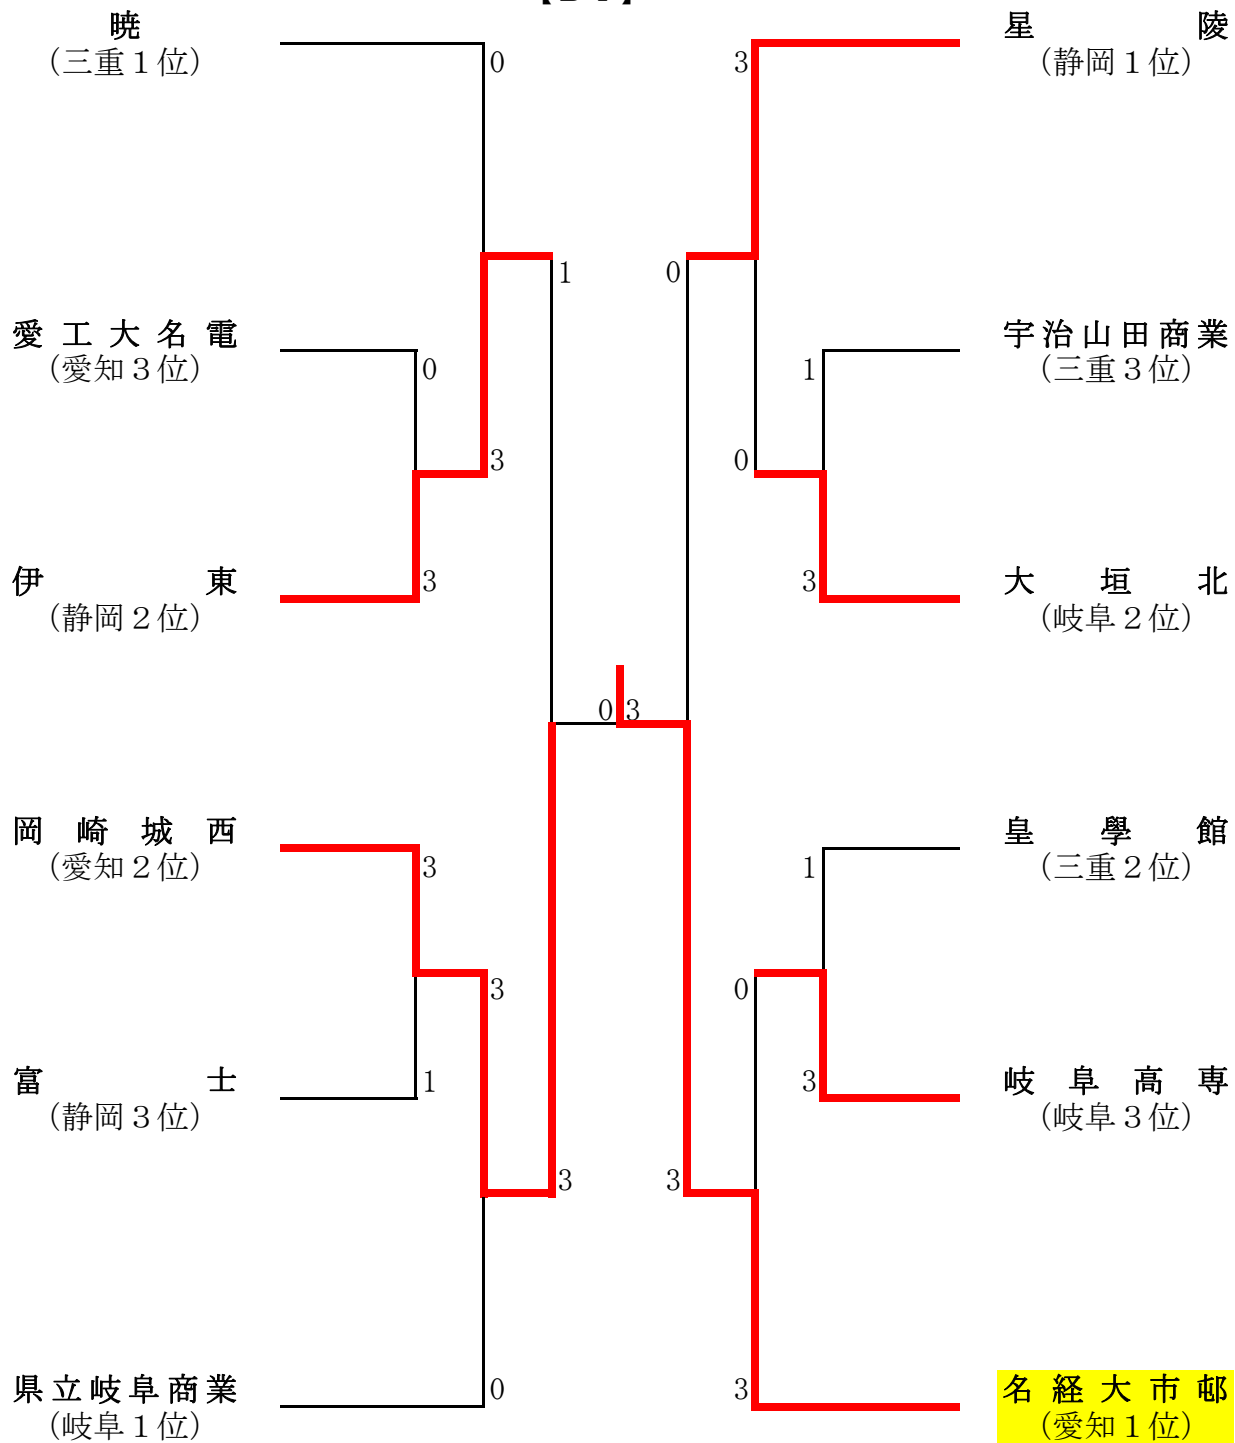 暁
（三重１位）
0
愛工大名電
（愛知３位）
0
3
伊東
（静岡２位）
3
1
岡崎城西
（愛知２位）
3
3
富士
（静岡３位）
1
3
県立岐阜商業
（岐阜１位）
0
0 3
星陵
（静岡１位）
3
0
宇治山田商業
（三重３位）
1
0
大垣北
（岐阜２位）
3
皇學館
（三重２位）
1
0
岐阜高専
（岐阜３位）
3
3
名経大市邨
（愛知１位）
3